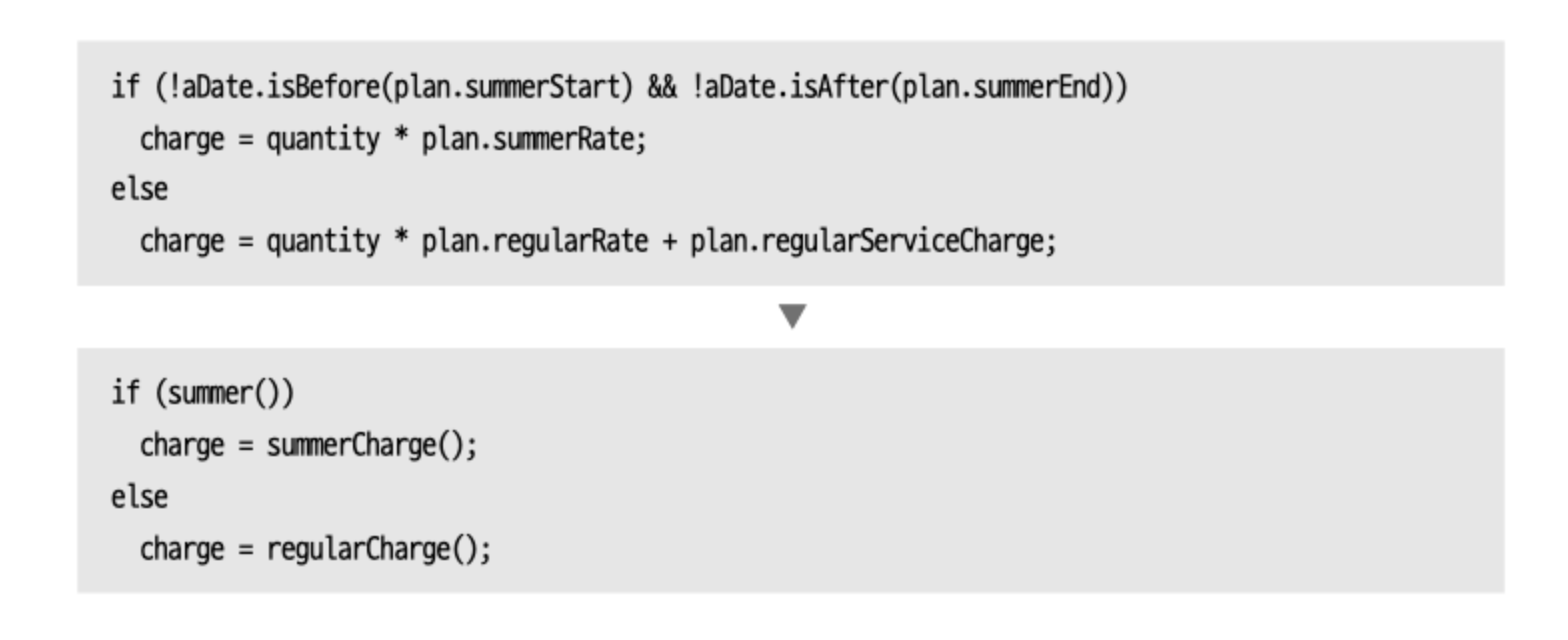 if (!aDate.isBefore(plan.summerStart) && !aDate.isAfter(plan.summerEnd))
  charge = quantity * plan.summerRate;
else
  charge = quantity * plan.regularRate + plan.regularServiceCharge;
if (summer())
  charge = summerCharge();
else
  charge = regularCharge();